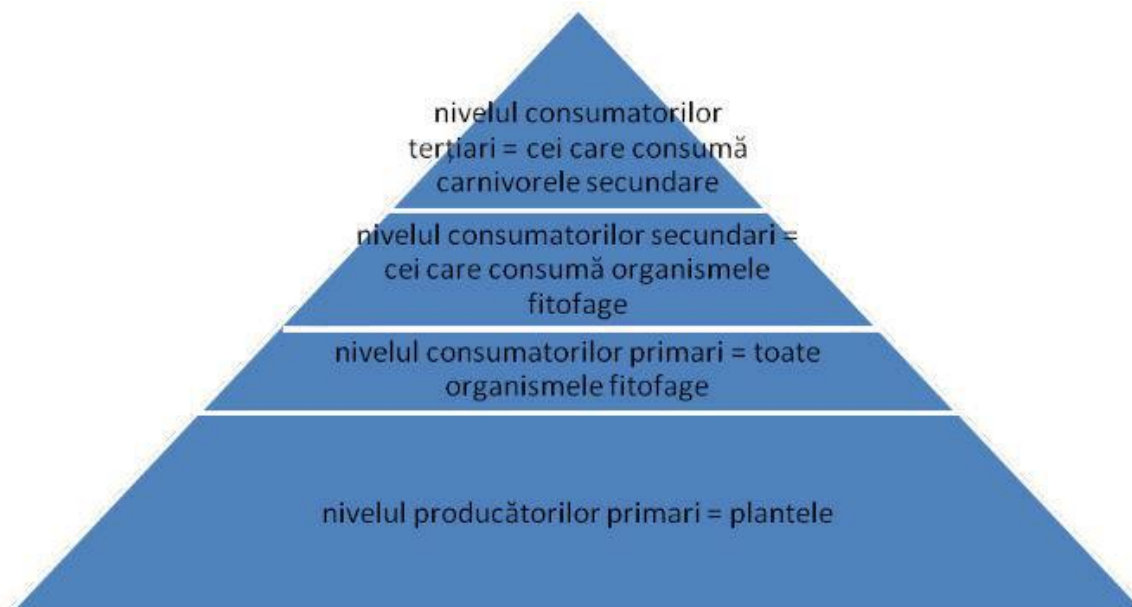 nivelul consumatorilor
terțiari = cei care consumă
carnivorele secundare
nivelul consumatorilor secundari =
cei care consumă organismele
fitofage
nivelul consumatorilor primari = toate
organismele fitofage
nivelul producătorilor primari = plantele